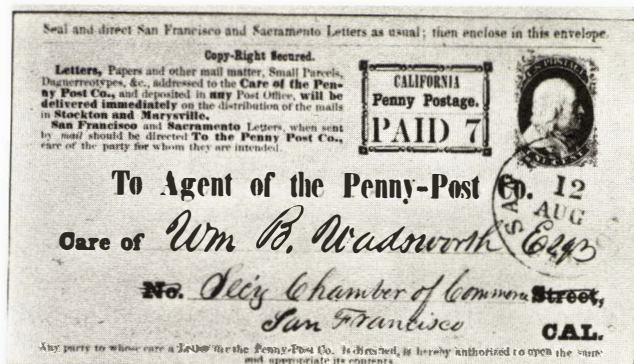 Seal and direct San Francisco and Sacramento Letters as usual; then enclose in this envelope.
Copy-Right Secured.
Letters, Papers and other mail matter, Small Parcels,
Daguerreotypes, &c., addressed to the Care of the Pen-
ny Post Co., and deposited in any Post Office, will be
delivered immediately on the distribution of the mails
in Stockton and Marysville.
San Francisco and Sacramento Letters, when sent
by mail should be directed To the Penny Post Co.,
care of the party for whom they are intended.
CALIFORNIA
Penny Postage.
PAID 7
To Agent of the Penny-Post Co.
SA
12
AUG
Care of Wm B. Wadsworth Esqr
No. Sec'y Chamber of Commerce Street,
San Francisco CAL.
Any party to whose care a Letter for the Penny-Post Co. is directed, is hereby authorized to open the same
and appropriate its contents.